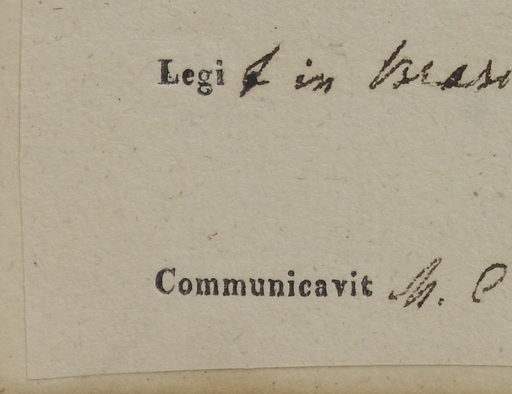 Legi t in
Communicavit M. C